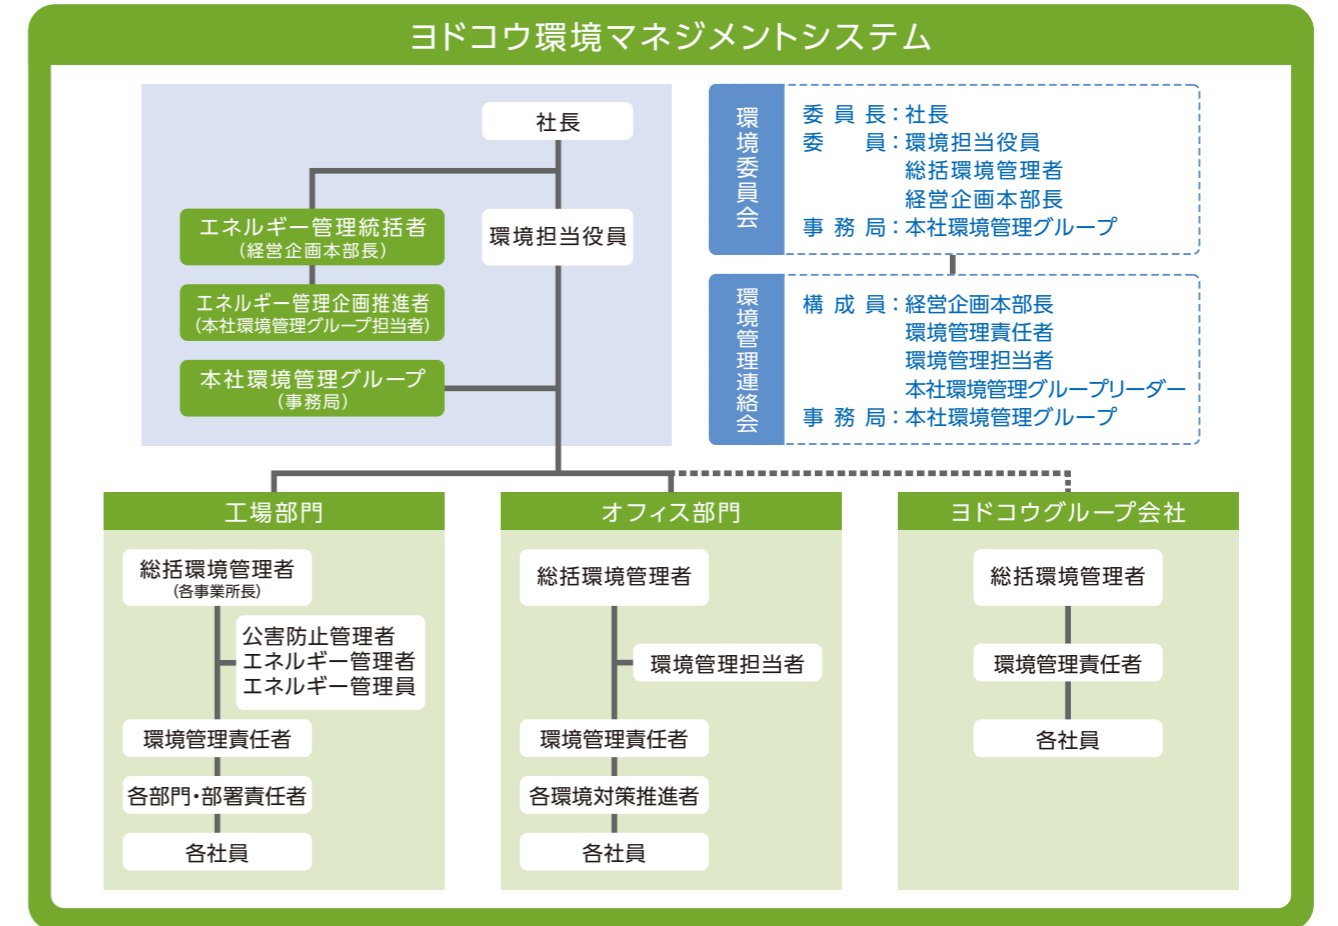 ヨドコウ環境マネジメントシステム
社長
エネルギー管理統括者
（経営企画本部長）
環境担当役員
エネルギー管理企画推進者
（本社環境管理グループ担当者）
本社環境管理グループ
（事務局）
環境委員会
委員長：社長
委員：環境担当役員
総括環境管理者
経営企画本部長
事務局：本社環境管理グループ
環境管理連絡会
構成員：経営企画本部長
環境管理責任者
環境管理担当者
本社環境管理グループリーダー
事務局：本社環境管理グループ
工場部門
総括環境管理者
（各事業所長）
公害防止管理者
エネルギー管理者
エネルギー管理員
環境管理責任者
各部門・部署責任者
各社員
オフィス部門
総括環境管理者
環境管理担当者
環境管理責任者
各環境対策推進者
各社員
ヨドコウグループ会社
総括環境管理者
環境管理責任者
各社員